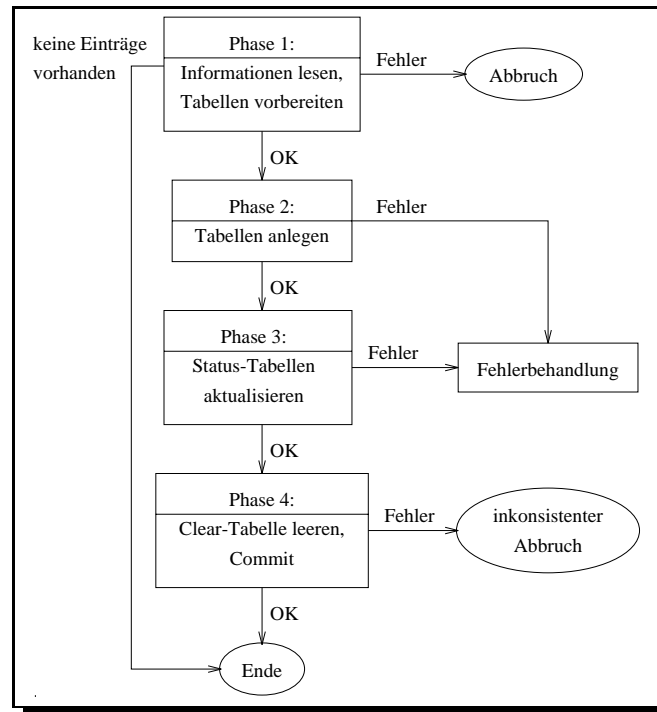 keine Einträge
vorhanden
Phase 1:
Informationen lesen,
Tabellen vorbereiten
Fehler
Abbruch
OK
Phase 2:
Tabellen anlegen
Fehler
OK
Phase 3:
Status-Tabellen
aktualisieren
Fehler
Fehlerbehandlung
OK
Phase 4:
Clear-Tabelle leeren,
Commit
Fehler
inkonsistenter
Abbruch
OK
Ende